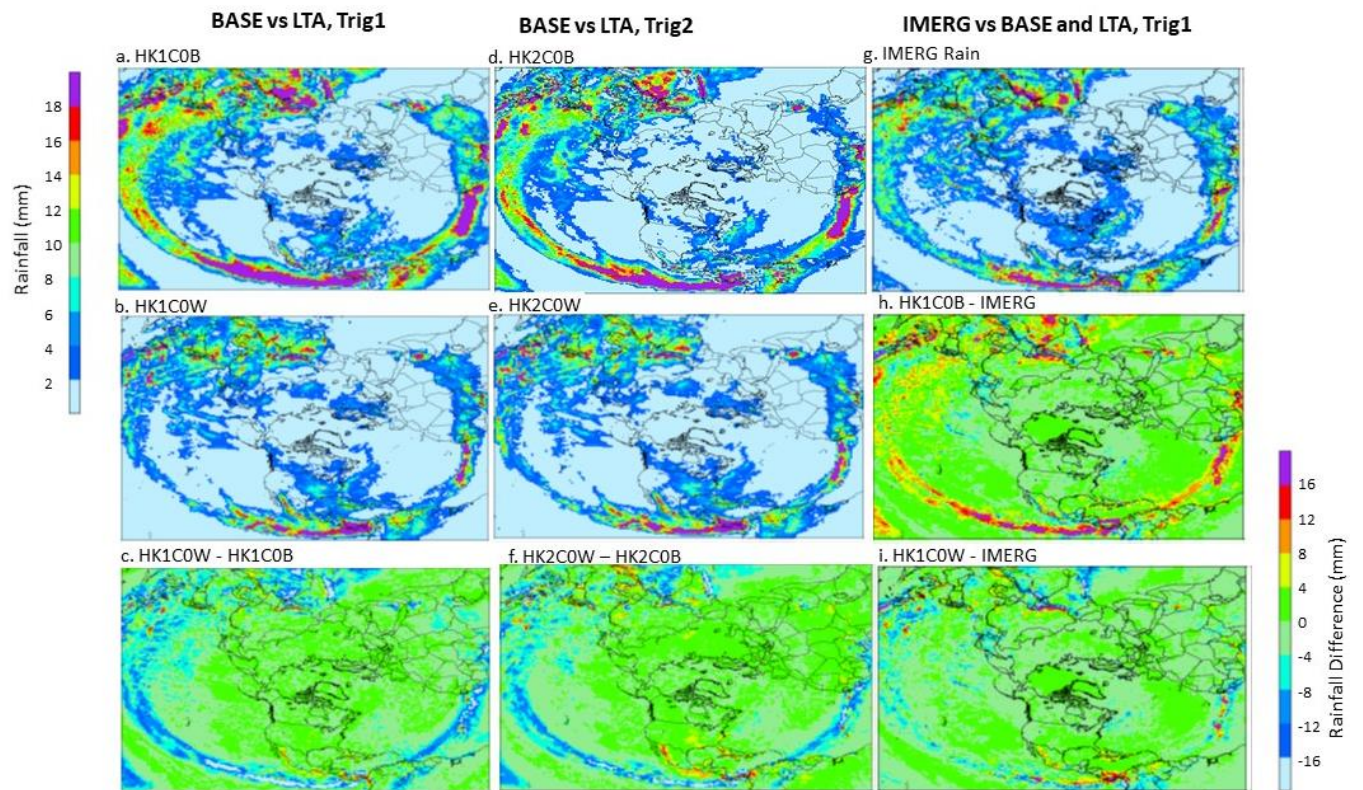 BASE vs LTA, Trig1
BASE vs LTA, Trig2
IMERG vs BASE and LTA, Trig1
a. HK1C0B
d. HK2C0B
g. IMERG Rain
18
16
14
12
10
8
6
4
2
Rainfall (mm)
b. HK1C0W
e. HK2C0W
h. HK1C0B - IMERG
c. HK1C0W - HK1C0B
f. HK2C0W – HK2C0B
i. HK1C0W - IMERG
16
12
8
4
0
-4
-8
-12
-16
Rainfall Difference (mm)